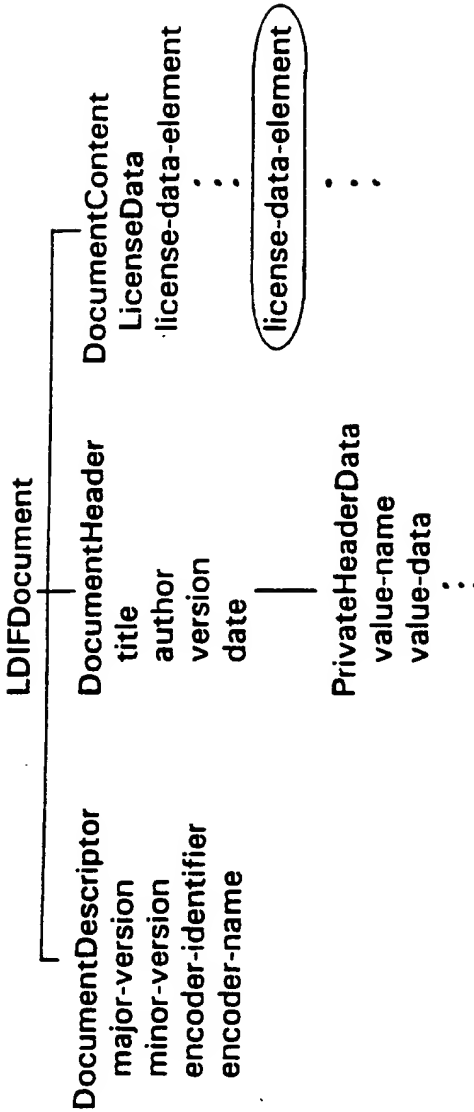 LDIFDocument
DocumentDescriptor
major-version
minor-version
encoder-identifier
encoder-name
DocumentHeader
title
author
version
date
PrivateHeaderData
value-name
value-data
DocumentContent
LicenseData
license-data-element
license-data-element